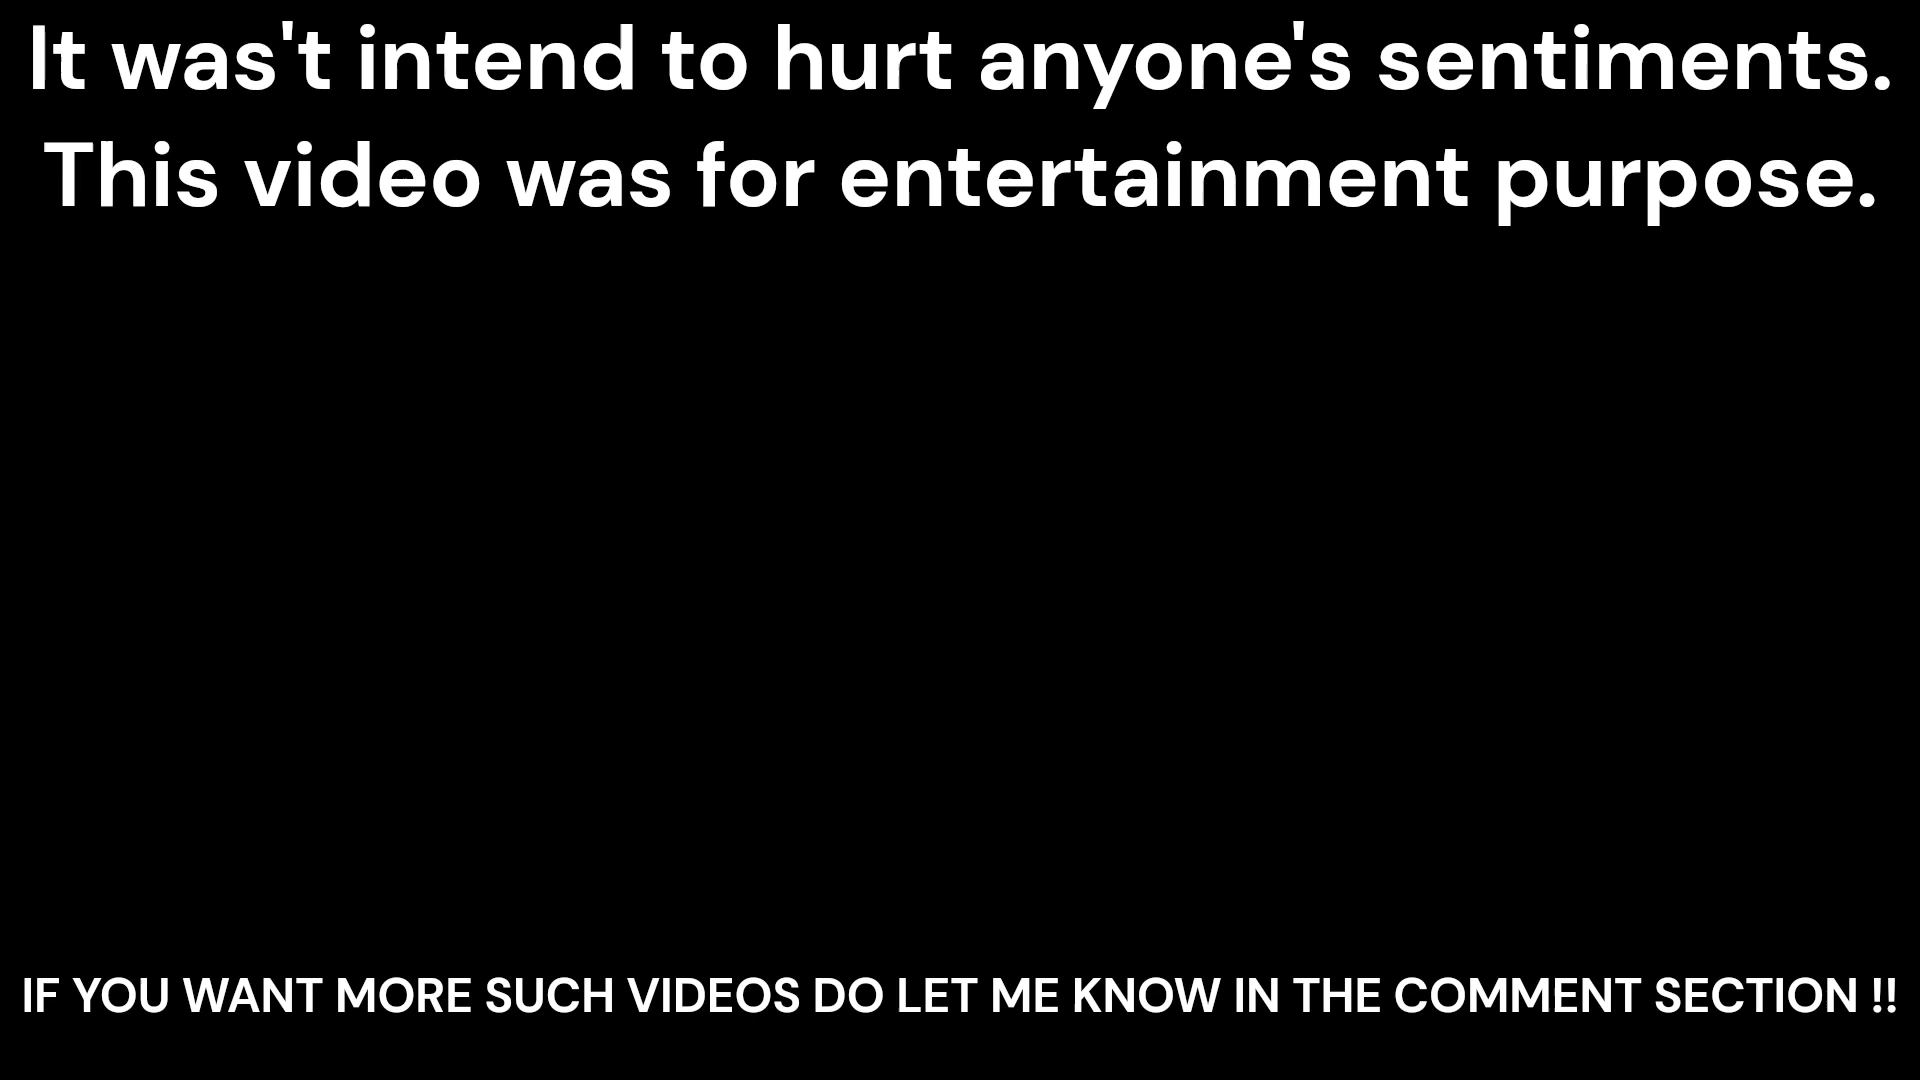 It was't intend to hurt anyone's sentiments.
This video was for entertainment purpose.
IF YOU WANT MORE SUCH VIDEOS DO LET ME KNOW IN THE COMMENT SECTION !!